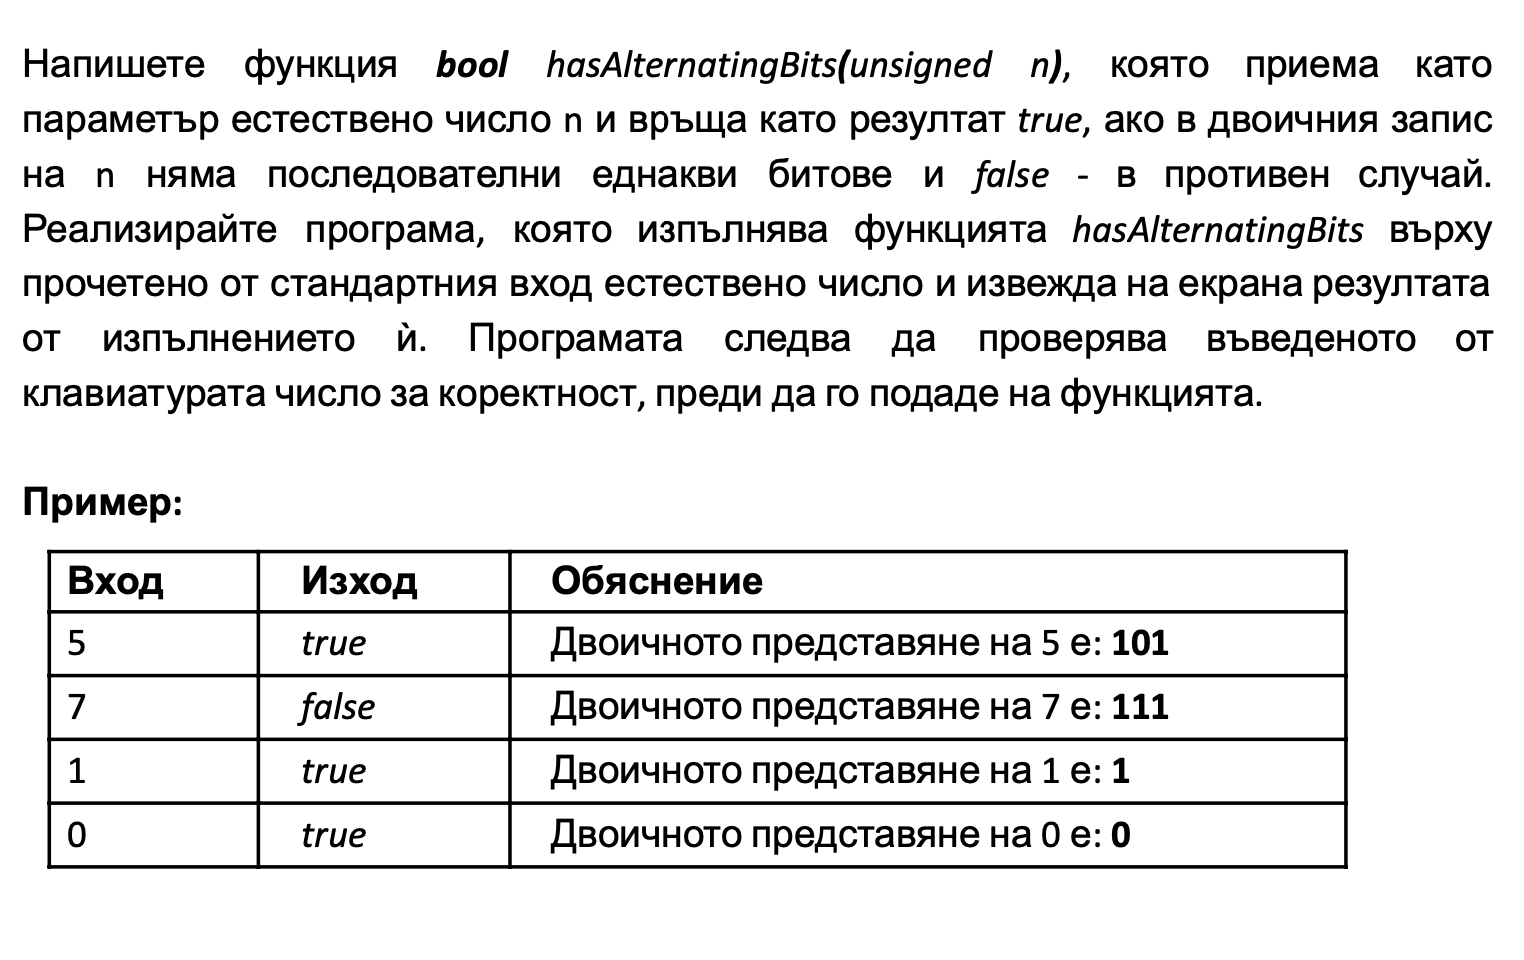 Напишете функция bool hasAlternatingBits(unsigned n), която приема като
параметър естествено число n и връща като резултат true, ако в двоичния запис
на n няма последователни еднакви битове и false - в противен случай.
Реализирайте програма, която изпълнява функцията hasAlternatingBits върху
прочетено от стандартния вход естествено число и извежда на екрана резултата
от изпълнението ѝ. Програмата следва да проверява въведеното от
клавиатурата число за коректност, преди да го подаде на функцията.
Пример:
Вход Изход Обяснение
5 true Двоичното представяне на 5 е: 101
7 false Двоичното представяне на 7 е: 111
1 true Двоичното представяне на 1 е: 1
0 true Двоичното представяне на 0 е: 0